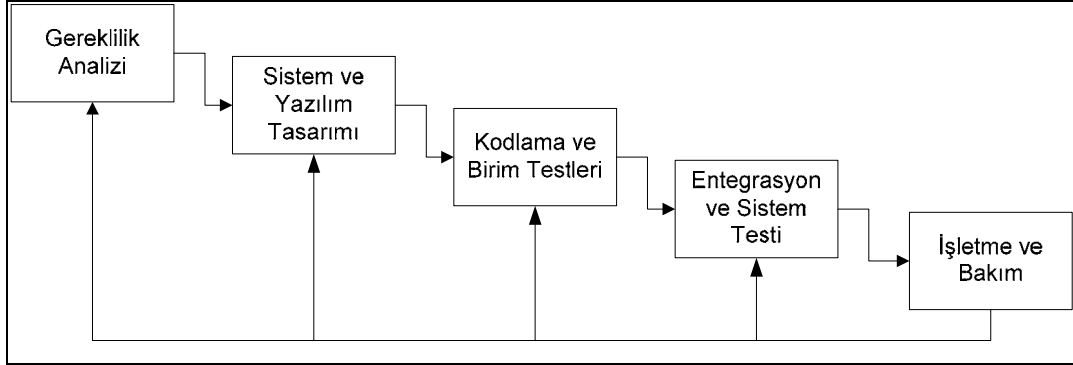 Gereklilik
Analizi
Sistem ve
Yazılım
Tasarımı
Kodlama ve
Birim Testleri
Entegrasyon
ve Sistem
Testi
İşletme ve
Bakım